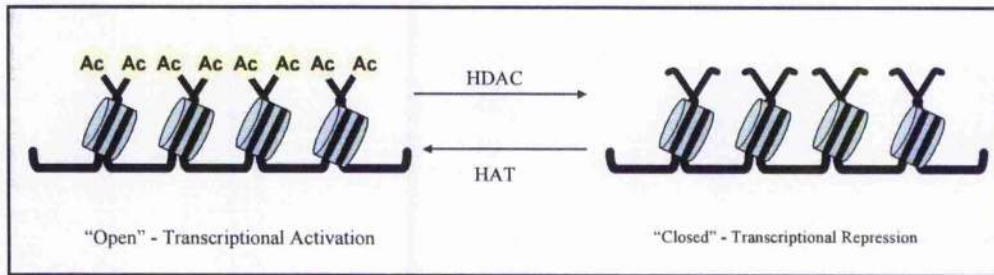 Ac Ac Ac Ac Ac Ac Ac Ac
HDAC
HAT
“Open” - Transcriptional Activation
“Closed” - Transcriptional Repression